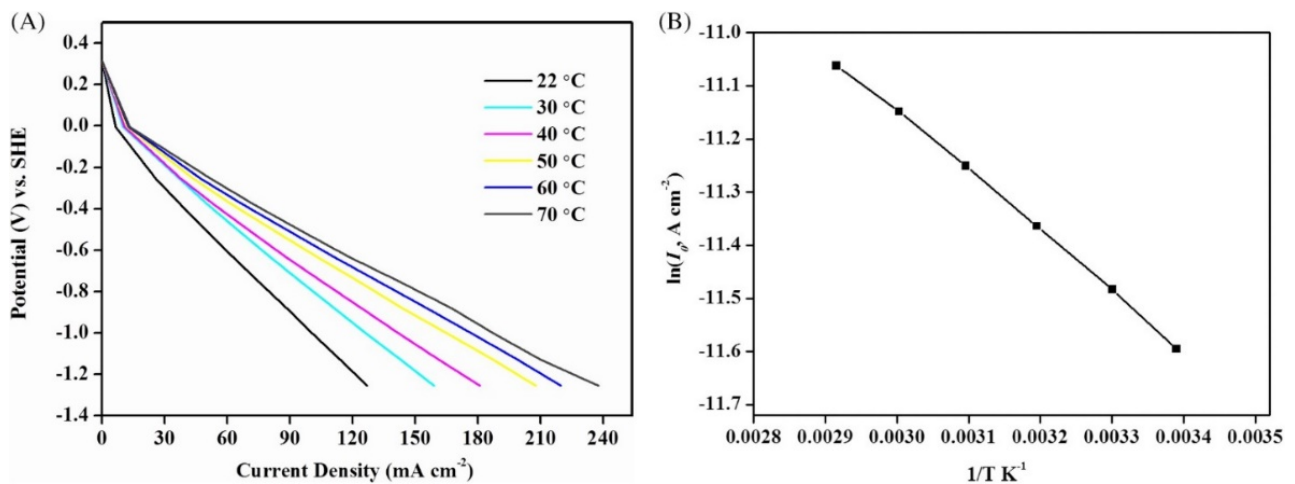 (A)
0.4
0.2
0.0
-0.2
-0.4
-0.6
-0.8
-1.0
-1.2
-1.4
Potential (V) vs. SHE
22 °C
30 °C
40 °C
50 °C
60 °C
70 °C
0 30 60 90 120 150 180 210 240
Current Density (mA cm-2)
(B)
-11.0
-11.1
-11.2
-11.3
-11.4
-11.5
-11.6
-11.7
ln(I0, A cm-2)
0.0028 0.0029 0.0030 0.0031 0.0032 0.0033 0.0034 0.0035
1/T K-1